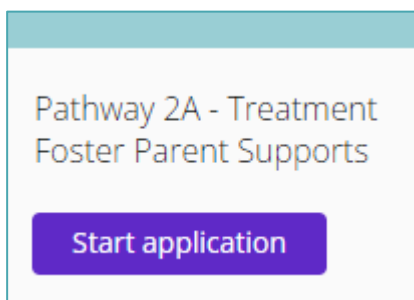 Pathway 2A - Treatment
Foster Parent Supports
Start application